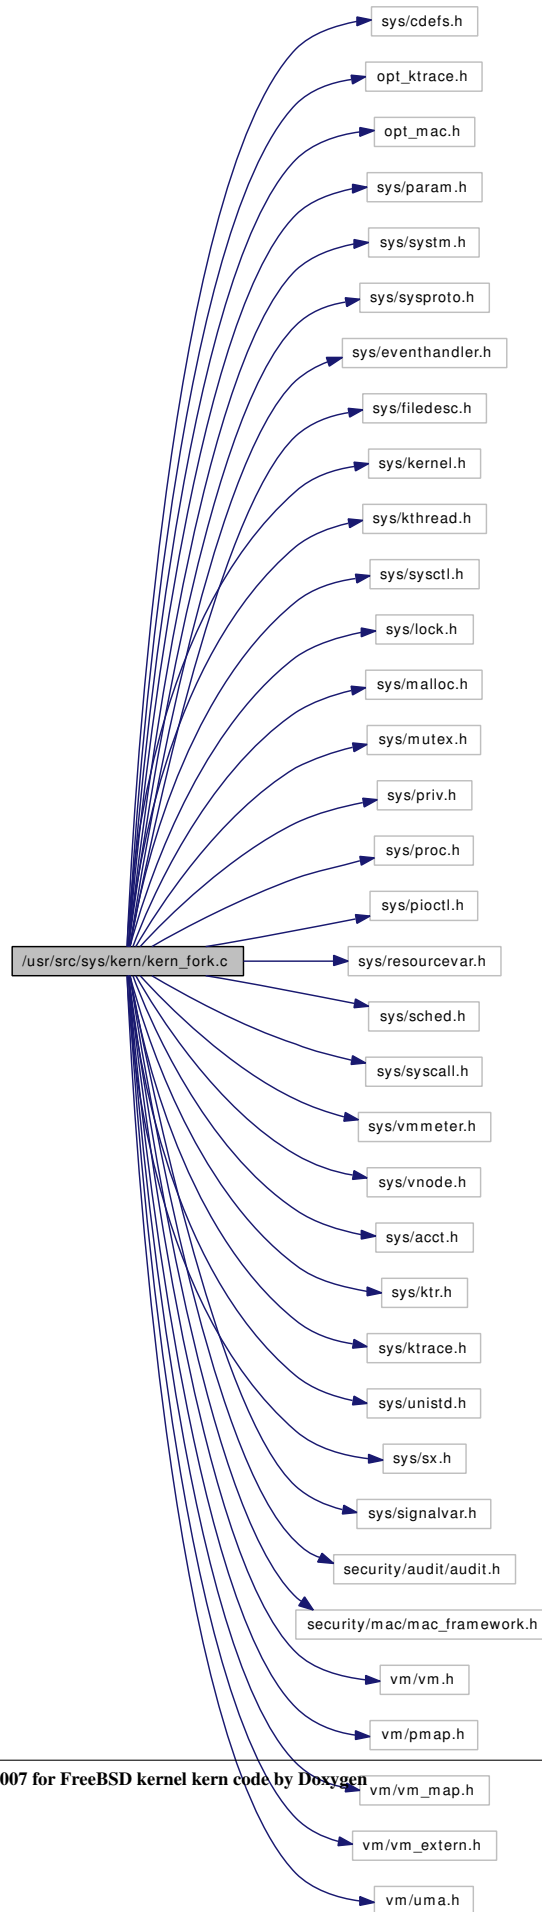 sys/cdefs.h
opt_ktrace.h
opt_mac.h
sys/param.h
sys/systm.h
sys/sysproto.h
sys/eventhandler.h
sys/filedesc.h
sys/kernel.h
sys/kthread.h
sys/sysctl.h
sys/lock.h
sys/malloc.h
sys/mutex.h
sys/priv.h
sys/proc.h
sys/pioctl.h
/usr/src/sys/kern/kern_fork.c
sys/resourcevar.h
sys/sched.h
sys/syscall.h
sys/vmmeter.h
sys/vnode.h
sys/acct.h
sys/ktr.h
sys/ktrace.h
sys/unistd.h
sys/sx.h
sys/signalvar.h
security/audit/audit.h
security/mac/mac_framework.h
vm/vm.h
vm/pmap.h
007 for FreeBSD kernel kern code by Doxygen
vm/vm_map.h
vm/vm_extern.h
vm/uma.h